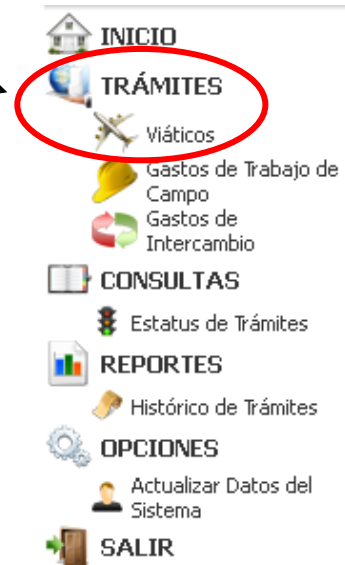 INICIO
TRÁMITES
Viáticos
Gastos de Trabajo de
Campo
Gastos de
Intercambio
CONSULTAS
Estatus de Trámites
REPORTES
Histórico de Trámites
OPCIONES
Actualizar Datos del
Sistema
SALIR